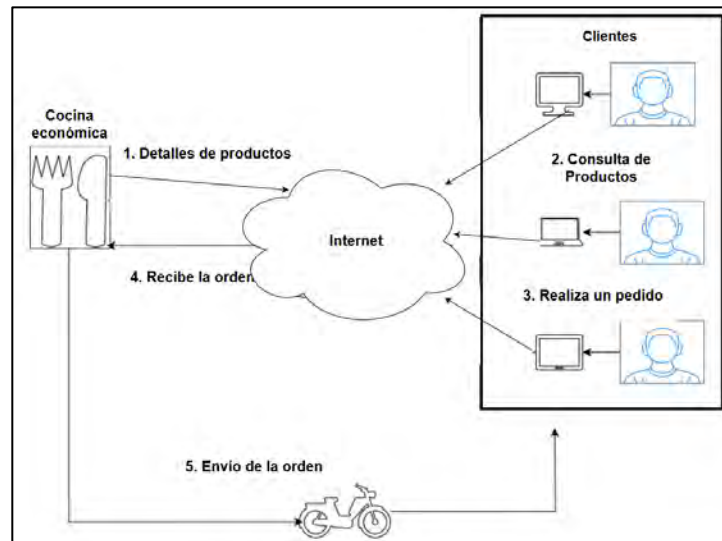 Clientes
Cocina
económica
1. Detalles de productos
2. Consulta de
Productos
Internet
4. Recibe la orden
3. Realiza un pedido
5. Envío de la orden